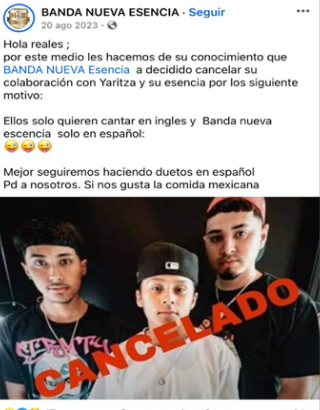 BANDA NUEVA ESENCIA · Seguir
20 ago 2023 ·
Hola reales ;
por este medio les hacemos de su conocimiento que
BANDA NUEVA Esencia a decidido cancelar su
colaboración con Yaritza y su esencia por los siguiente
motivo:
Ellos solo quieren cantar en ingles y Banda nueva
escencia solo en español:
😜😜😜
Mejor seguiremos haciendo duetos en español
Pd a nosotros. Si nos gusta la comida mexicana
ETERNITY
CANCELADO